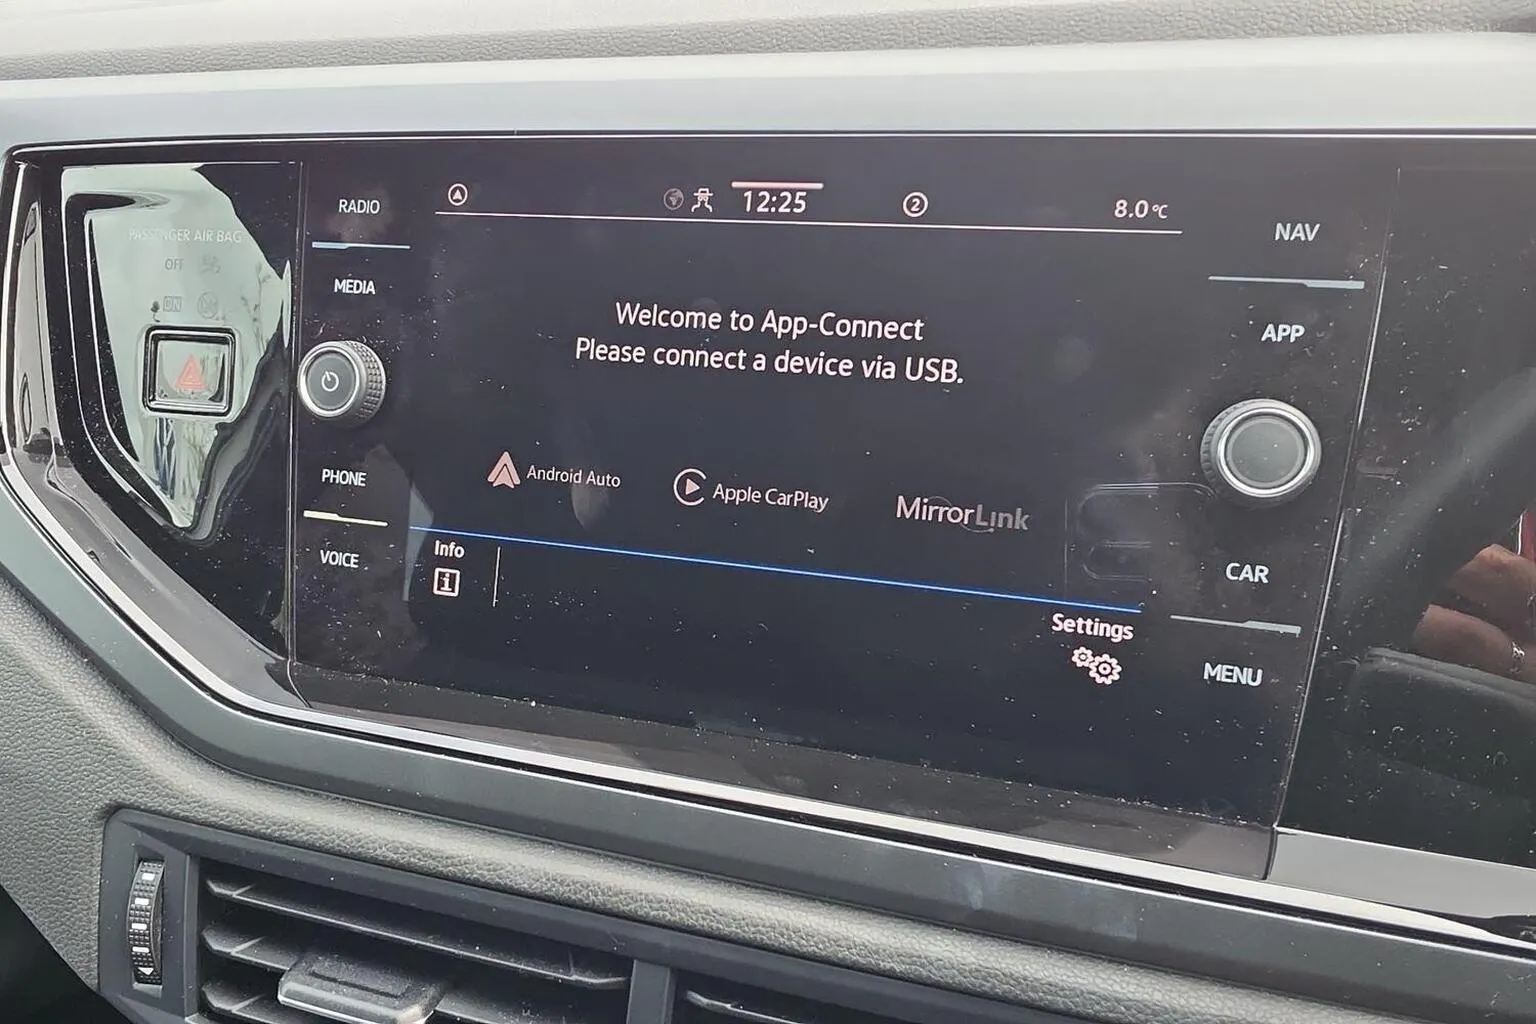 PASSENGER AIR BAG
OFF
ON
RADIO
MEDIA
PHONE
VOICE
12:25
2
8.0°C
Welcome to App-Connect
Please connect a device via USB.
Android Auto
Apple CarPlay
MirrorLink
Info
i
Settings
NAV
APP
CAR
MENU